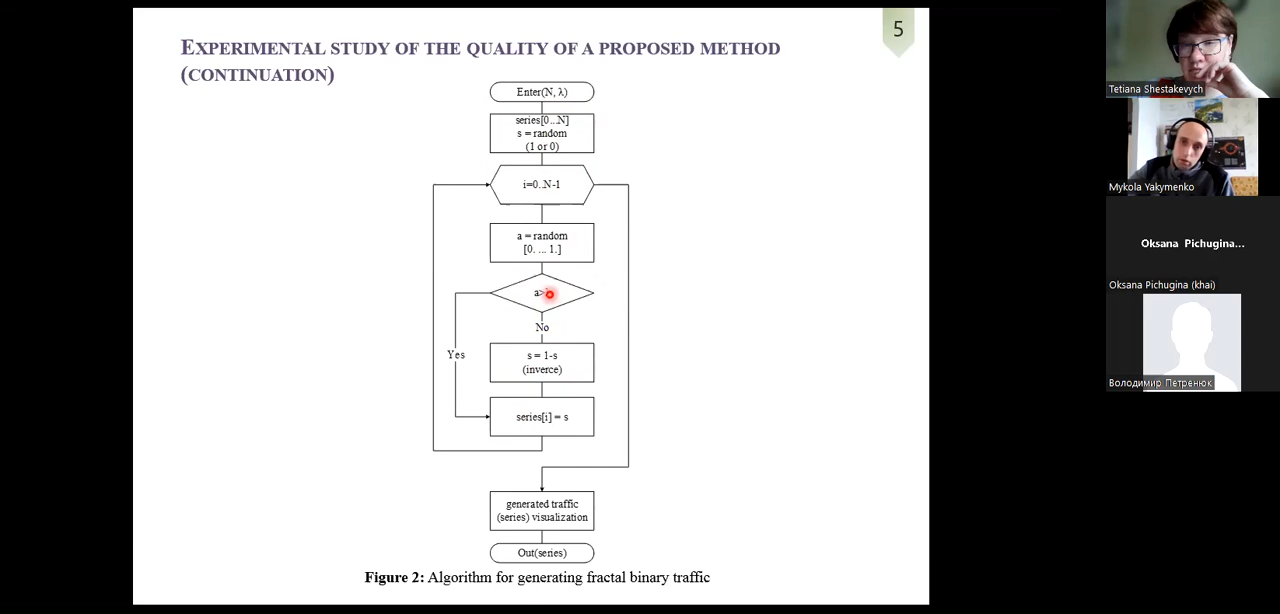 EXPERIMENTAL STUDY OF THE QUALITY OF A PROPOSED METHOD
(CONTINUATION)
5
Enter(N, λ)
series[0...N]
s = random
(1 or 0)
i=0..N-1
a = random
[0. ... 1.]
a>
No
Yes
s = 1-s
(inverce)
series[i] = s
generated traffic
(series) visualization
Out(series)
Figure 2: Algorithm for generating fractal binary traffic
Tetiana Shestakevych
Mykola Yakymenko
Oksana Pichugina...
Oksana Pichugina (khai)
Володимир Петренюк